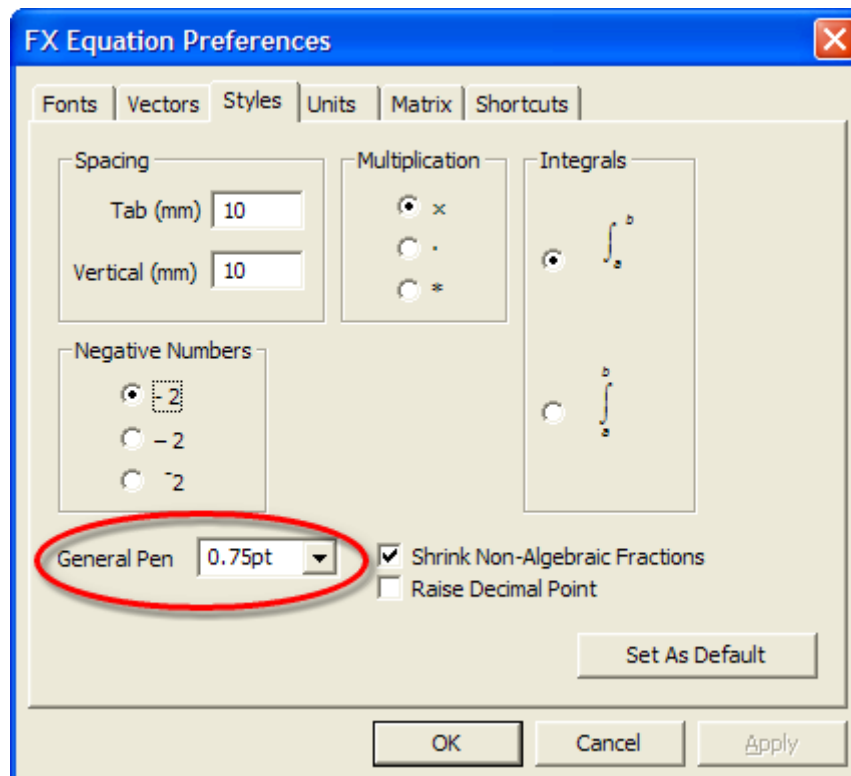 FX Equation Preferences
Fonts Vectors Styles Units Matrix Shortcuts
Spacing
Tab (mm) 10
Vertical (mm) 10
Multiplication
×
·
*
Integrals
∫ b a
b ∫ a
Negative Numbers
- 2
– 2
⁻2
General Pen 0.75pt
Shrink Non-Algebraic Fractions
Raise Decimal Point
Set As Default
OK Cancel Apply